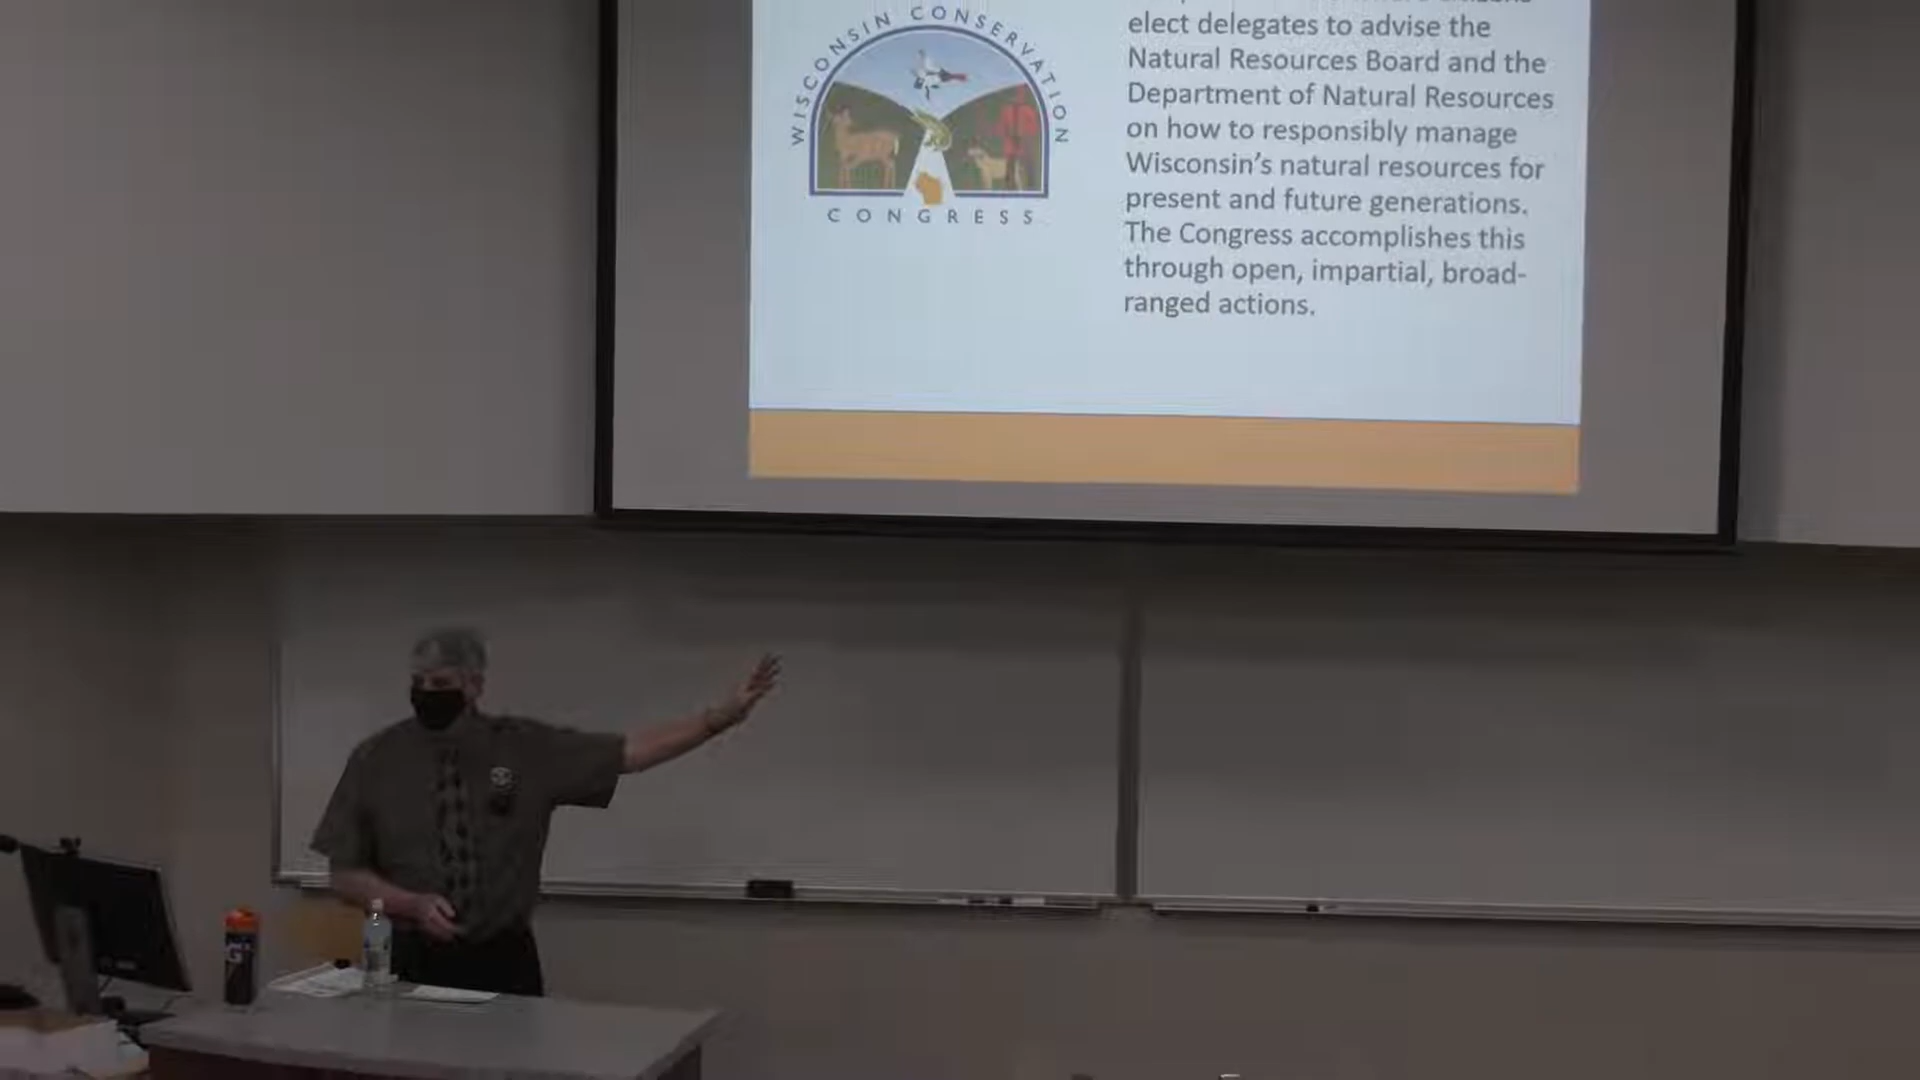 WISCONSIN CONSERVATION
CONGRESS
elect delegates to advise the
Natural Resources Board and the
Department of Natural Resources
on how to responsibly manage
Wisconsin's natural resources for
present and future generations.
The Congress accomplishes this
through open, impartial, broad-
ranged actions.
G